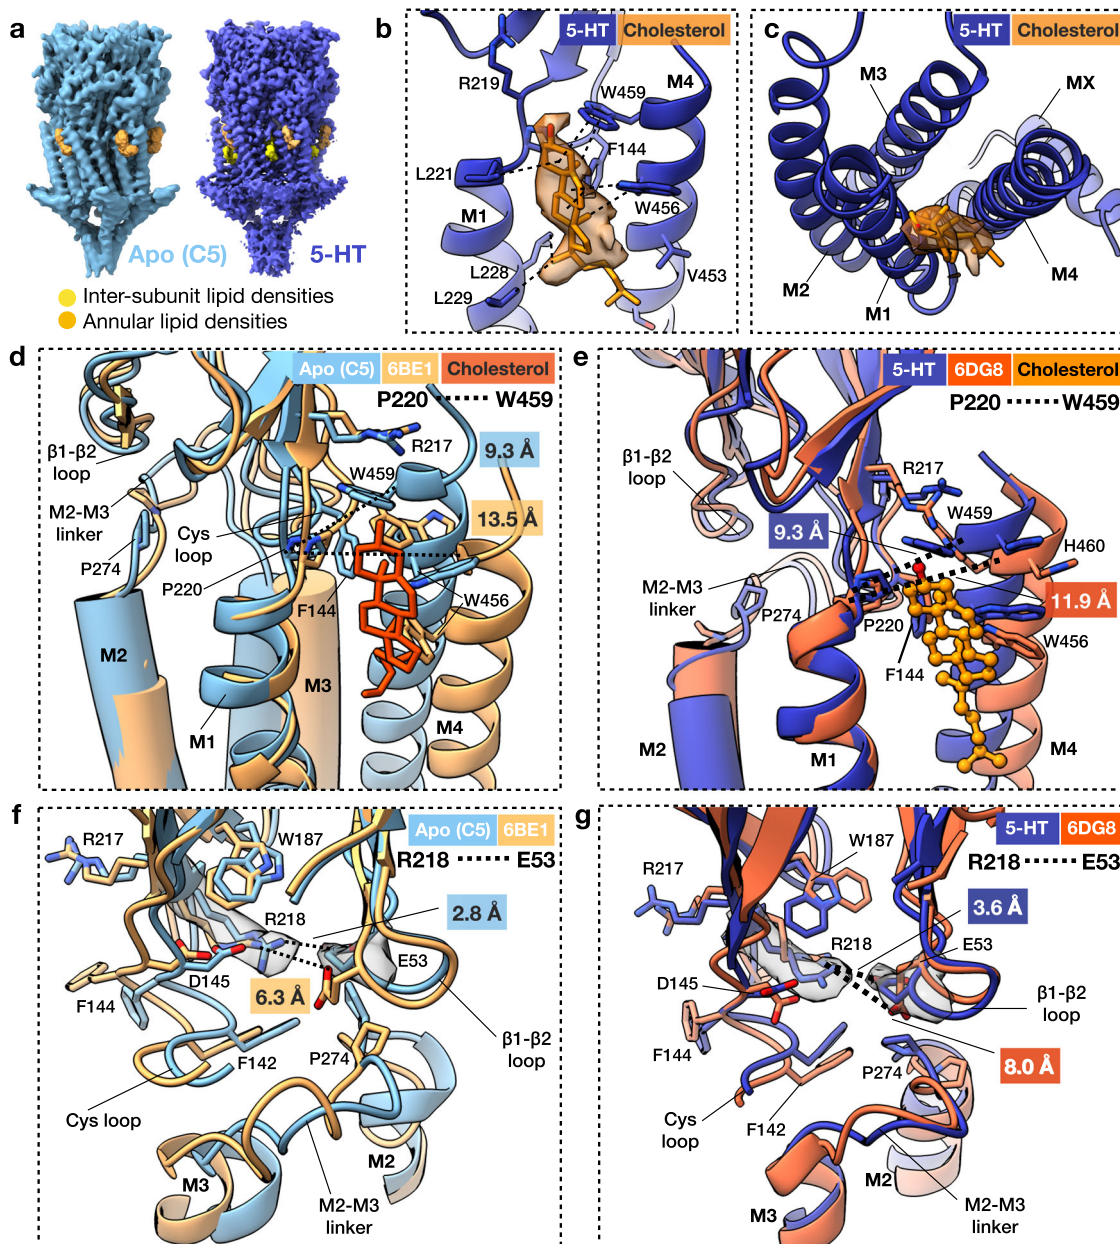 a
Apo (C5)
5-HT
Inter-subunit lipid densities
Annular lipid densities
b
5-HT
Cholesterol
R219
W459
M4
F144
L221
M1
W456
L228
V453
L229
c
5-HT
Cholesterol
M3
MX
M2
M1
M4
d
Apo (C5)
6BE1
Cholesterol
P220
W459
R217
9.3 Å
β1-β2
loop
W459
M2-M3
linker
Cys
loop
13.5 Å
P274
P220
F144
W456
M2
M3
M1
M4
e
5-HT
6DG8
Cholesterol
P220
W459
β1-β2
loop
R217
9.3 Å
W459
H460
M2-M3
linker
P274
P220
11.9 Å
W456
F144
M2
M1
M4
f
Apo (C5)
6BE1
R217
W187
R218
E53
2.8 Å
R218
E53
D145
6.3 Å
F144
β1-β2
loop
F142
P274
Cys loop
M3
M2
M2-M3
linker
g
5-HT
6DG8
R217
W187
R218
E53
3.6 Å
R218
E53
D145
β1-β2
loop
F144
P274
8.0 Å
Cys
loop
F142
M2
M3
M2-M3
linker